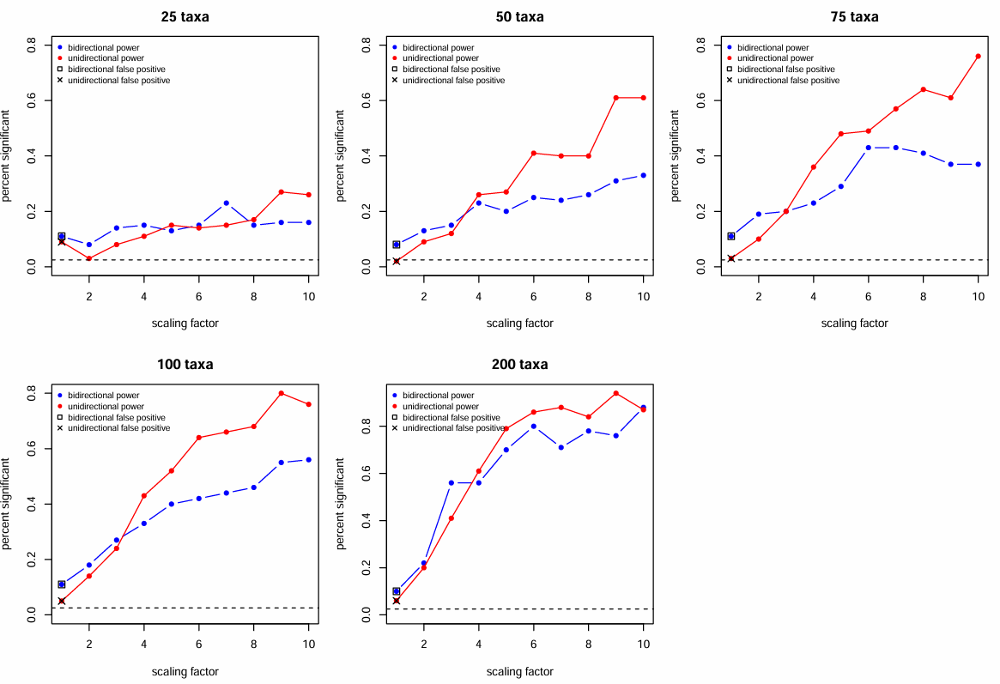 25 taxa
bidirectional power
unidirectional power
bidirectional false positive
unidirectional false positive
percent significant
0.0 0.2 0.4 0.6 0.8
2 4 6 8 10
scaling factor
50 taxa
bidirectional power
unidirectional power
bidirectional false positive
unidirectional false positive
percent significant
0.0 0.2 0.4 0.6 0.8
2 4 6 8 10
scaling factor
75 taxa
bidirectional power
unidirectional power
bidirectional false positive
unidirectional false positive
percent significant
0.0 0.2 0.4 0.6 0.8
2 4 6 8 10
scaling factor
100 taxa
bidirectional power
unidirectional power
bidirectional false positive
unidirectional false positive
percent significant
0.0 0.2 0.4 0.6 0.8
2 4 6 8 10
scaling factor
200 taxa
bidirectional power
unidirectional power
bidirectional false positive
unidirectional false positive
percent significant
0.0 0.2 0.4 0.6 0.8
2 4 6 8 10
scaling factor